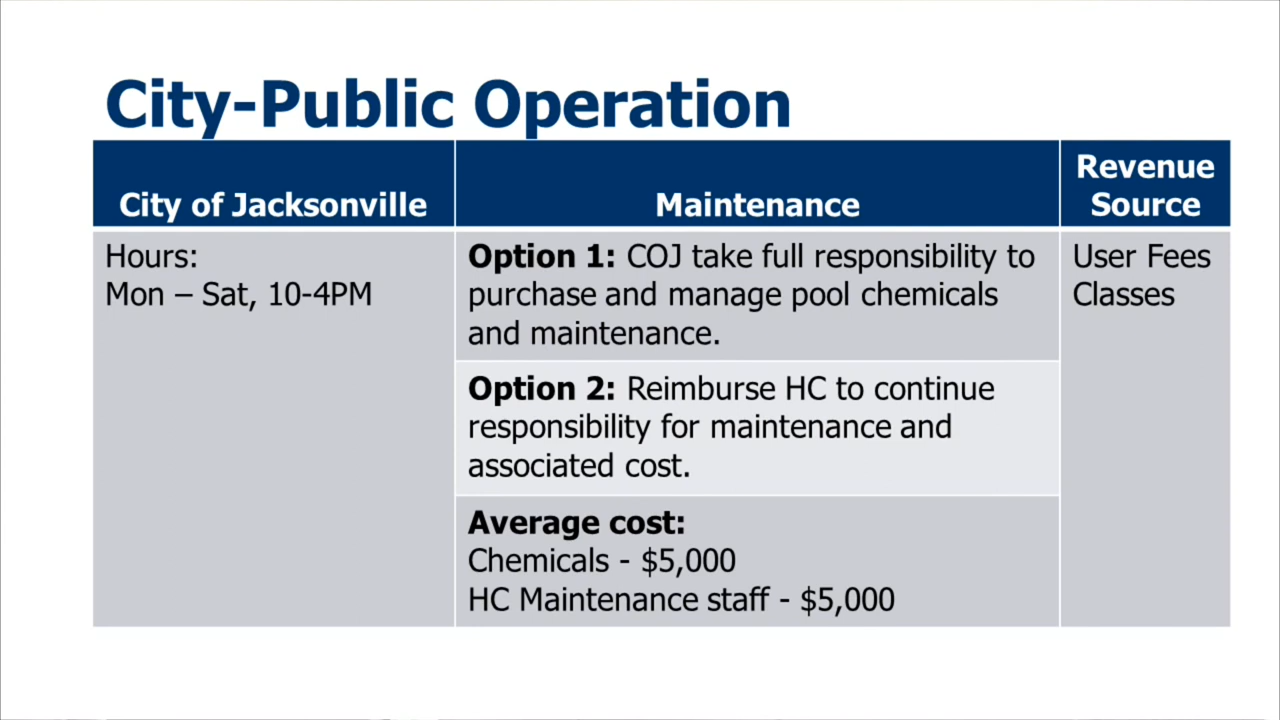 City-Public Operation
City of Jacksonville
Maintenance
Revenue
Source
Hours:
Mon – Sat, 10-4PM
Option 1: COJ take full responsibility to
purchase and manage pool chemicals
and maintenance.
Option 2: Reimburse HC to continue
responsibility for maintenance and
associated cost.
Average cost:
Chemicals - $5,000
HC Maintenance staff - $5,000
User Fees
Classes